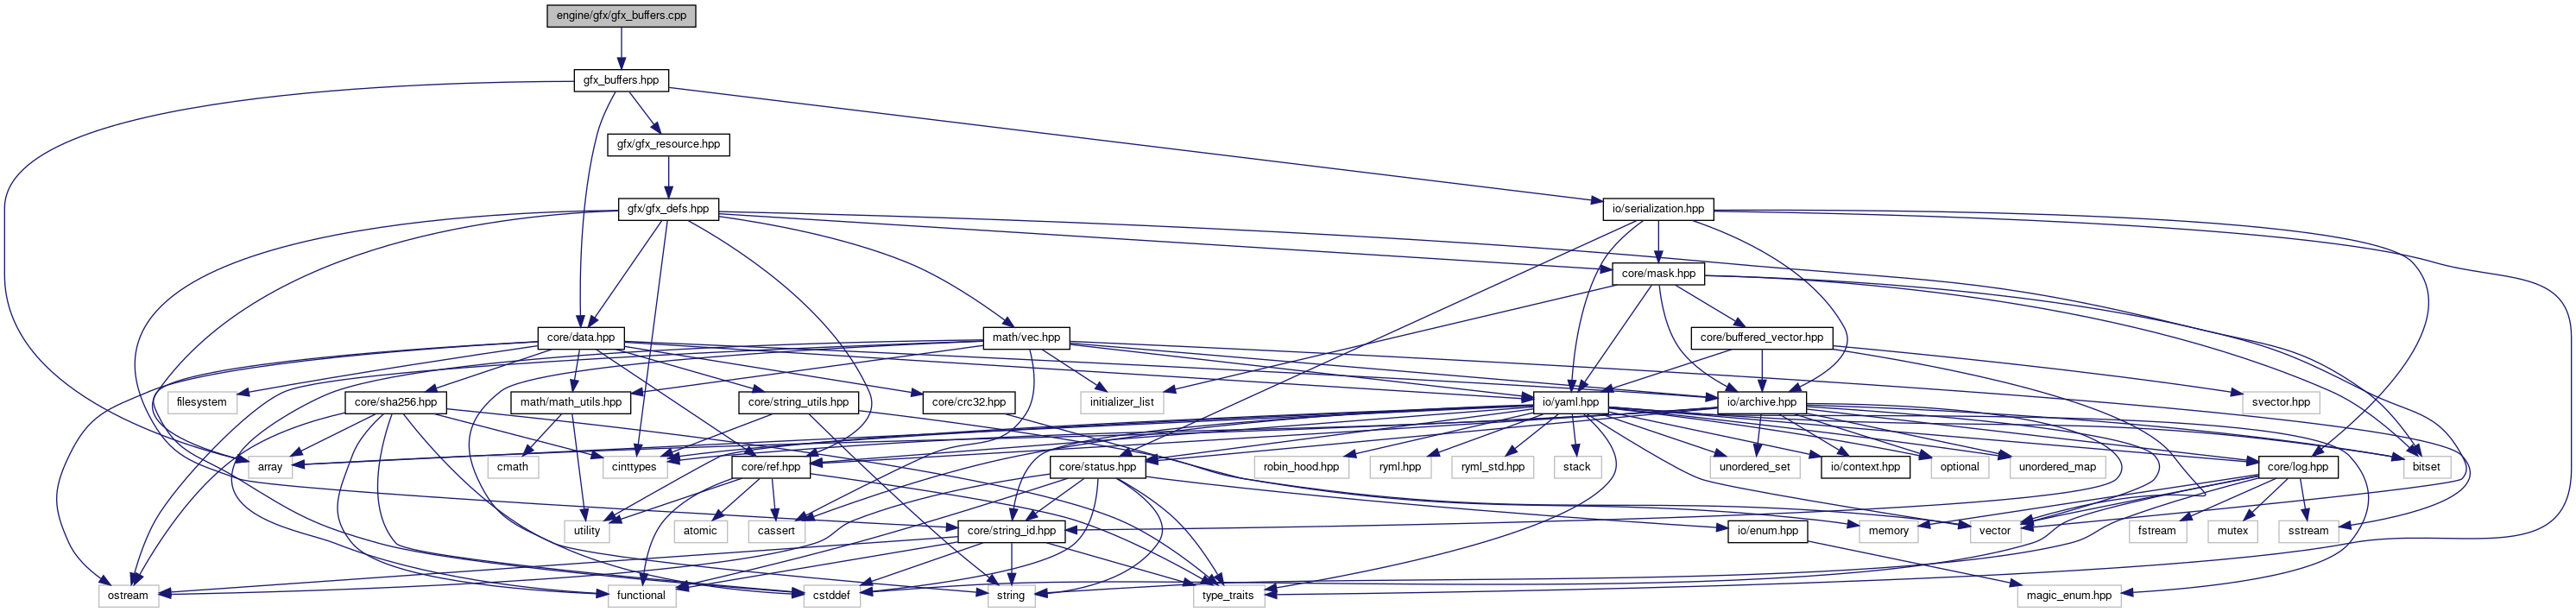 engine/gfx/gfx_buffers.cpp
gfx_buffers.hpp
gfx/gfx_resource.hpp
gfx/gfx_defs.hpp
io/serialization.hpp
core/mask.hpp
core/data.hpp
math/vec.hpp
core/buffered_vector.hpp
filesystem
core/sha256.hpp
math/math_utils.hpp
core/string_utils.hpp
core/crc32.hpp
initializer_list
io/yaml.hpp
io/archive.hpp
svector.hpp
array
cmath
cinttypes
core/ref.hpp
core/status.hpp
robin_hood.hpp
ryml.hpp
ryml_std.hpp
stack
unordered_set
io/context.hpp
optional
unordered_map
core/log.hpp
bitset
utility
atomic
cassert
core/string_id.hpp
io/enum.hpp
memory
vector
fstream
mutex
sstream
ostream
functional
cstddef
string
type_traits
magic_enum.hpp